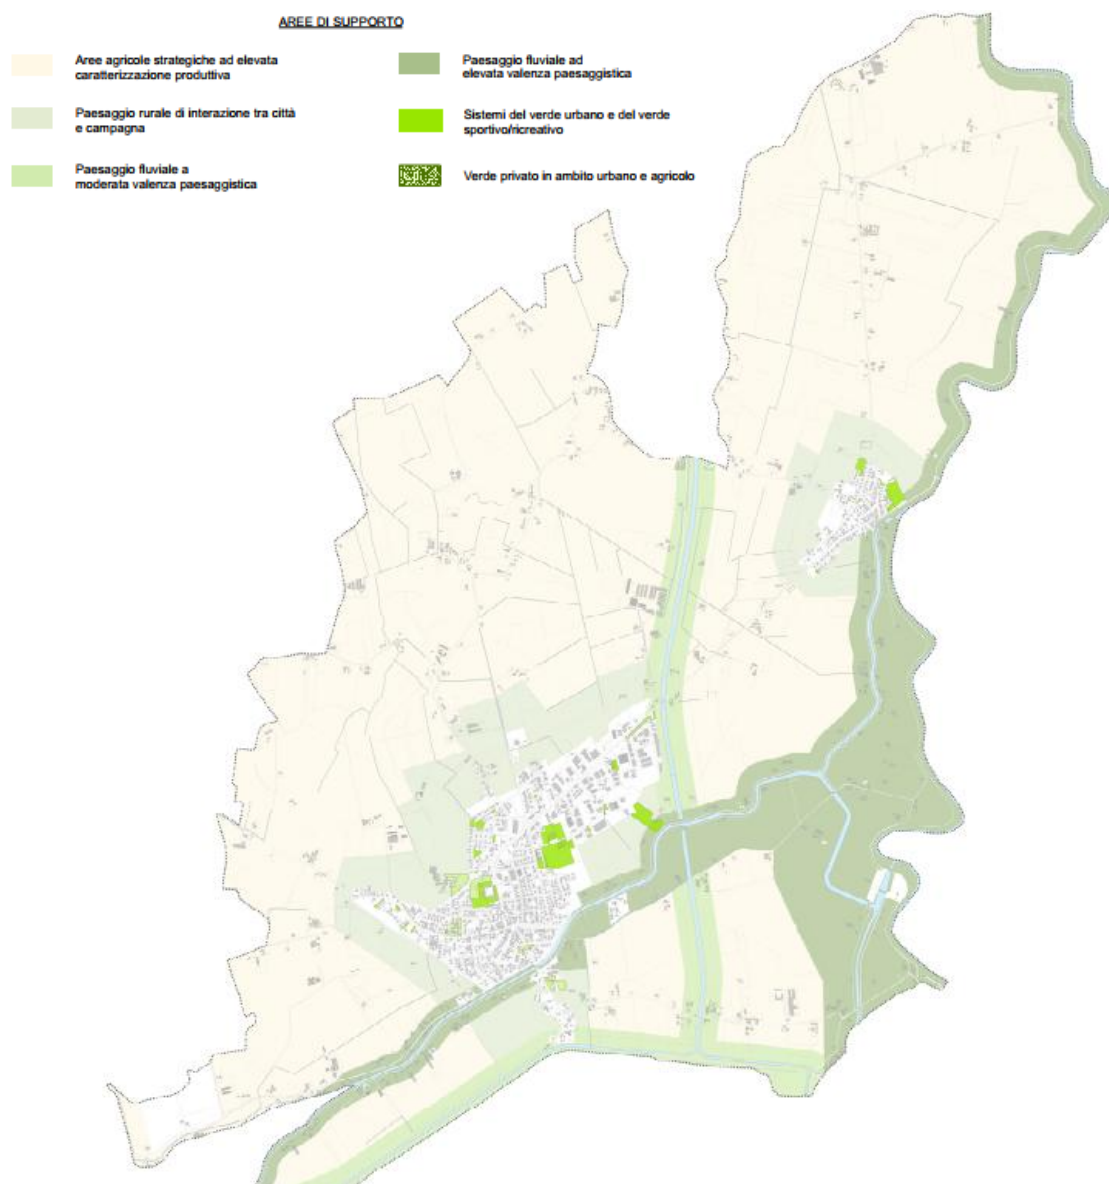 AREE DI SUPPORTO
Aree agricole strategiche ad elevata
caratterizzazione produttiva
Paesaggio rurale di interazione tra città
e campagna
Paesaggio fluviale a
moderata valenza paesaggistica
Paesaggio fluviale ad
elevata valenza paesaggistica
Sistemi del verde urbano e del verde
sportivo/ricreativo
Verde privato in ambito urbano e agricolo